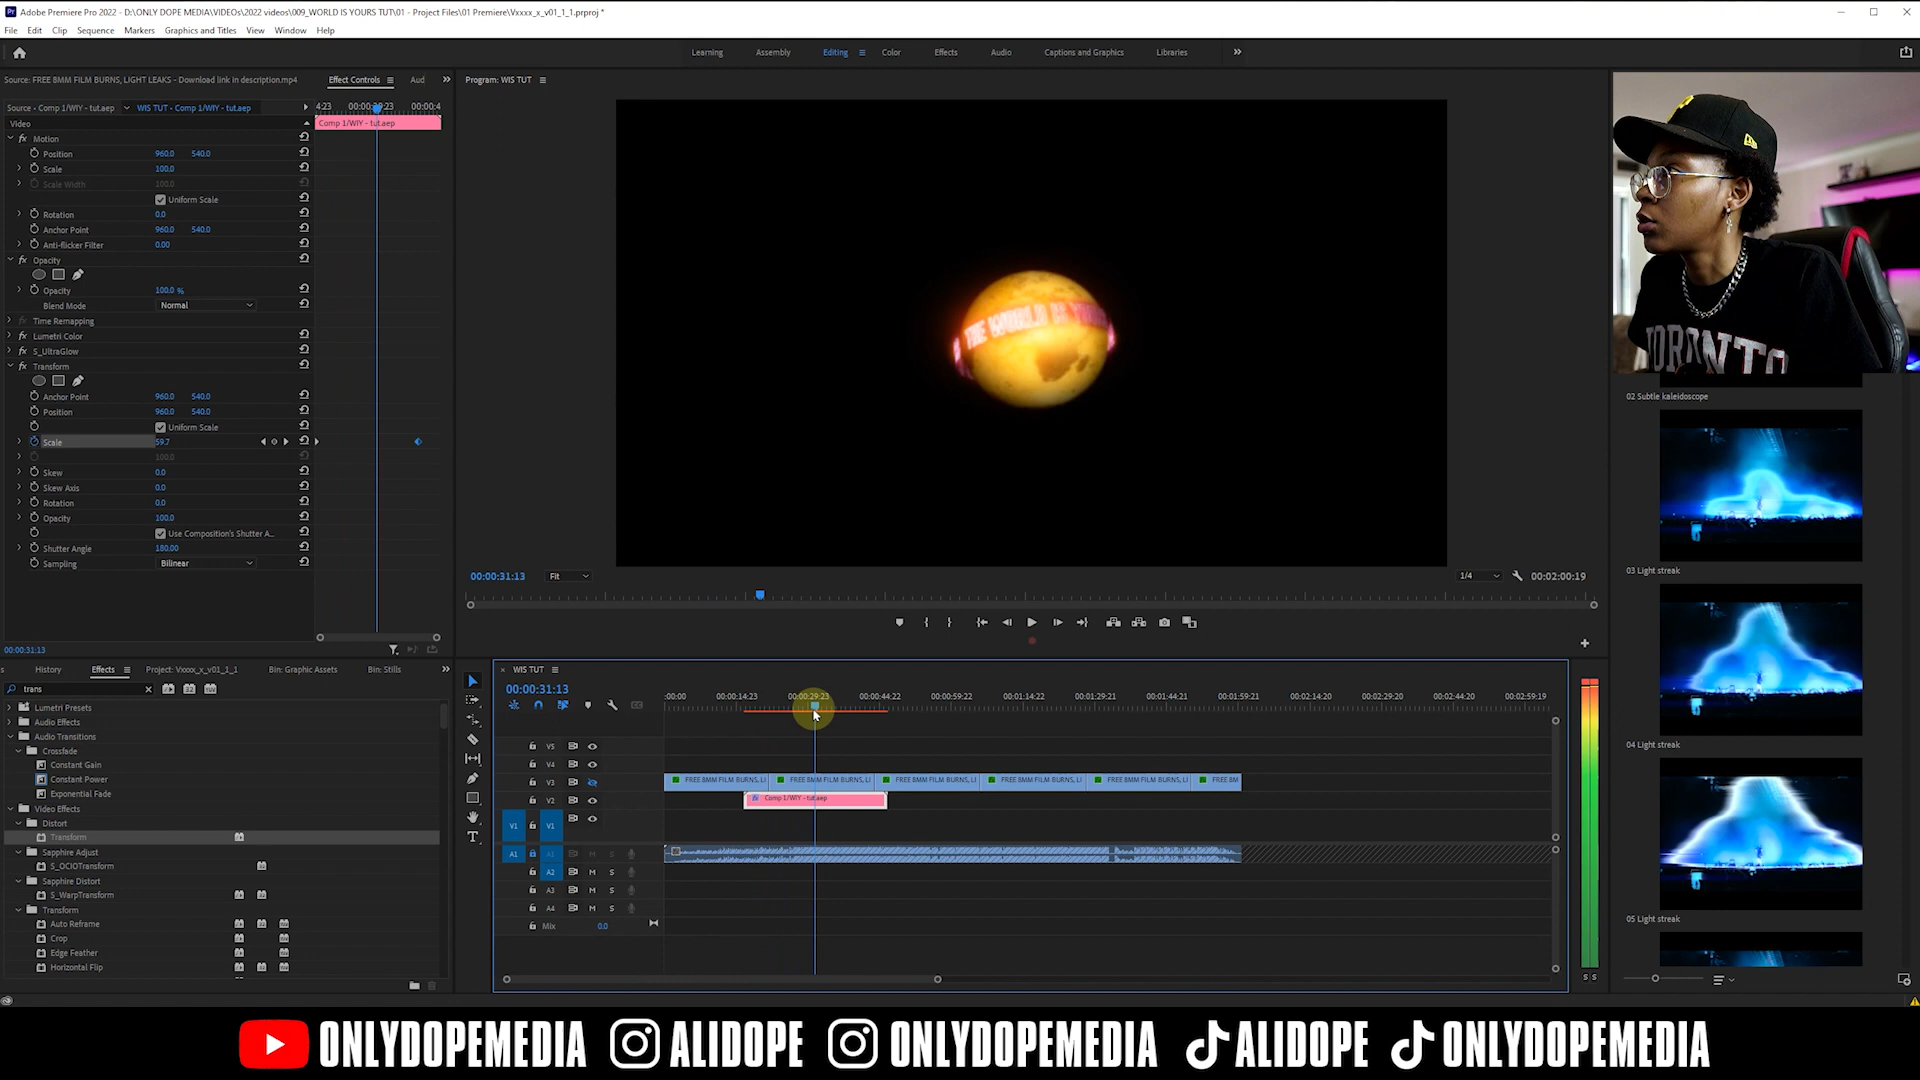 Adobe Premiere Pro 2022 - D:\ONLY DOPE MEDIA\VIDEOs\2022 videos\009_WORLD IS YOURS TUT\01 - Project Files\01 Premiere\Vxxxx_x_v01_1_1.prproj *
File Edit Clip Sequence Markers Graphics and Titles View Window Help
Learning Assembly Editing Color Effects Audio Captions and Graphics Libraries
Source: FREE 8MM FILM BURNS, LIGHT LEAKS - Download link in description.mp4 Effect Controls Aud
Program: WIS TUT
Source - Comp 1/WIY - tut.aep WIS TUT - Comp 1/WIY - tut.aep 4:23 00:00:29:23 00:00:4
Video Comp 1/WIY - tut.aep
Motion
Position 960.0 540.0
Scale 100.0
Scale Width 100.0
Uniform Scale
Rotation 0.0
Anchor Point 960.0 540.0
Anti-flicker Filter 0.00
Opacity
Opacity 100.0 %
Blend Mode Normal
Time Remapping
Lumetri Color
S_UltraGlow
Transform
Anchor Point 960.0 540.0
Position 960.0 540.0
Uniform Scale
Scale 59.7
100.0
Skew 0.0
Skew Axis 0.0
Rotation 0.0
Opacity 100.0
Use Composition's Shutter A...
Shutter Angle 180.00
Sampling Bilinear
00:00:31:13
THE WORLD IS YOURS
00:00:31:13 Fit 1/4 00:02:00:19
TORONTO
02 Subtle kaleidoscope
03 Light streak
04 Light streak
05 Light streak
s History Effects Project: Vxxxx_x_v01_1_1 Bin: Graphic Assets Bin: Stills
trans
Lumetri Presets
Audio Effects
Audio Transitions
Crossfade
Constant Gain
Constant Power
Exponential Fade
Video Effects
Distort
Transform
Sapphire Adjust
S_OCIOTransform
Sapphire Distort
S_WarpTransform
Transform
Auto Reframe
Crop
Edge Feather
Horizontal Flip
WIS TUT
00:00:31:13
:00:00 00:00:14:23 00:00:29:23 00:00:44:22 00:00:59:22 00:01:14:22 00:01:29:21 00:01:44:21 00:01:59:21 00:02:14:20 00:02:29:20 00:02:44:20 00:02:59:19
V5
V4
V3 FREE 8MM FILM BURNS, LI FREE 8MM FILM BURNS, LI FREE 8MM FILM BURNS, LI FREE 8MM FILM BURNS, LI FREE 8MM FILM BURNS, LI FREE 8M
V2 fx Comp 1/WIY - tut.aep
V1 V1
A1 A1 M S
A2 M S
A3 M S
A4 M S
Mix 0.0
S S
ONLYDOPEMEDIA ALIDOPE ONLYDOPEMEDIA ALIDOPE ONLYDOPEMEDIA